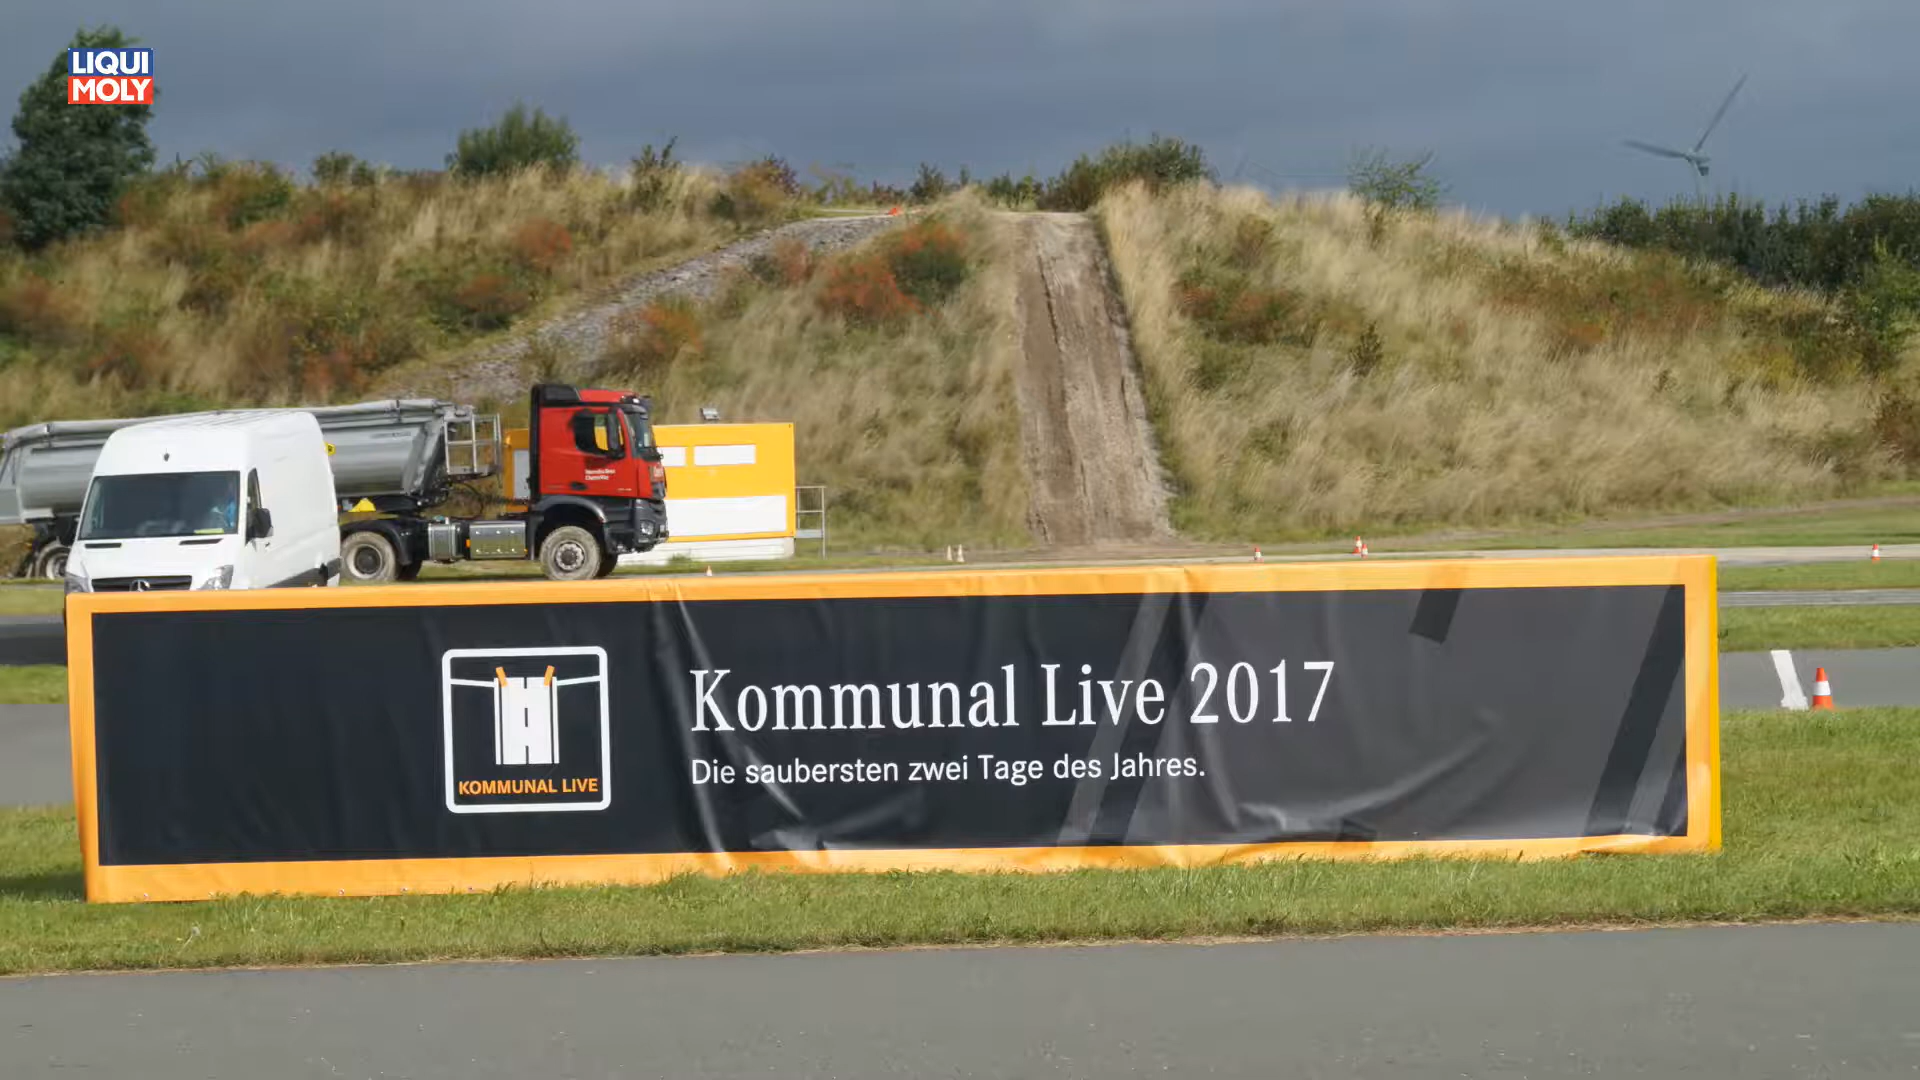 LIQUI
MOLY
Kommunal Live 2017
Die saubersten zwei Tage des Jahres.
KOMMUNAL LIVE